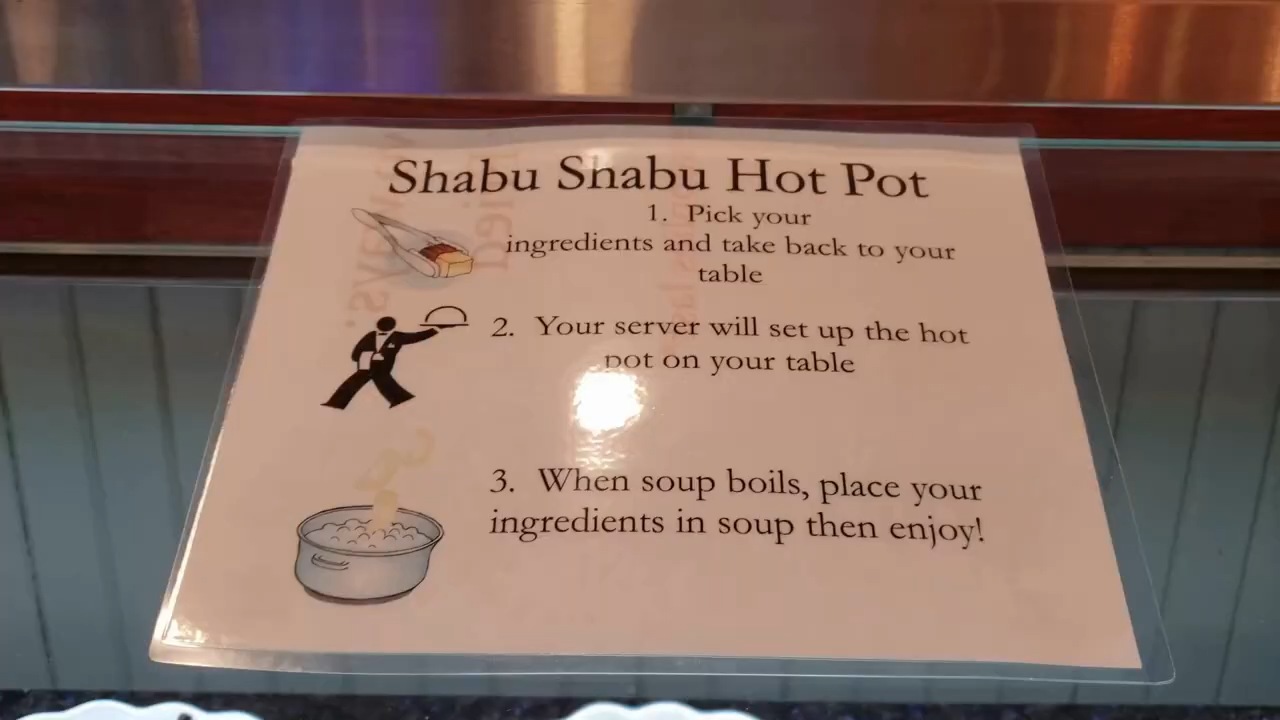 Shabu Shabu Hot Pot
1. Pick your
ingredients and take back to your
table
2. Your server will set up the hot
pot on your table
3. When soup boils, place your
ingredients in soup then enjoy!